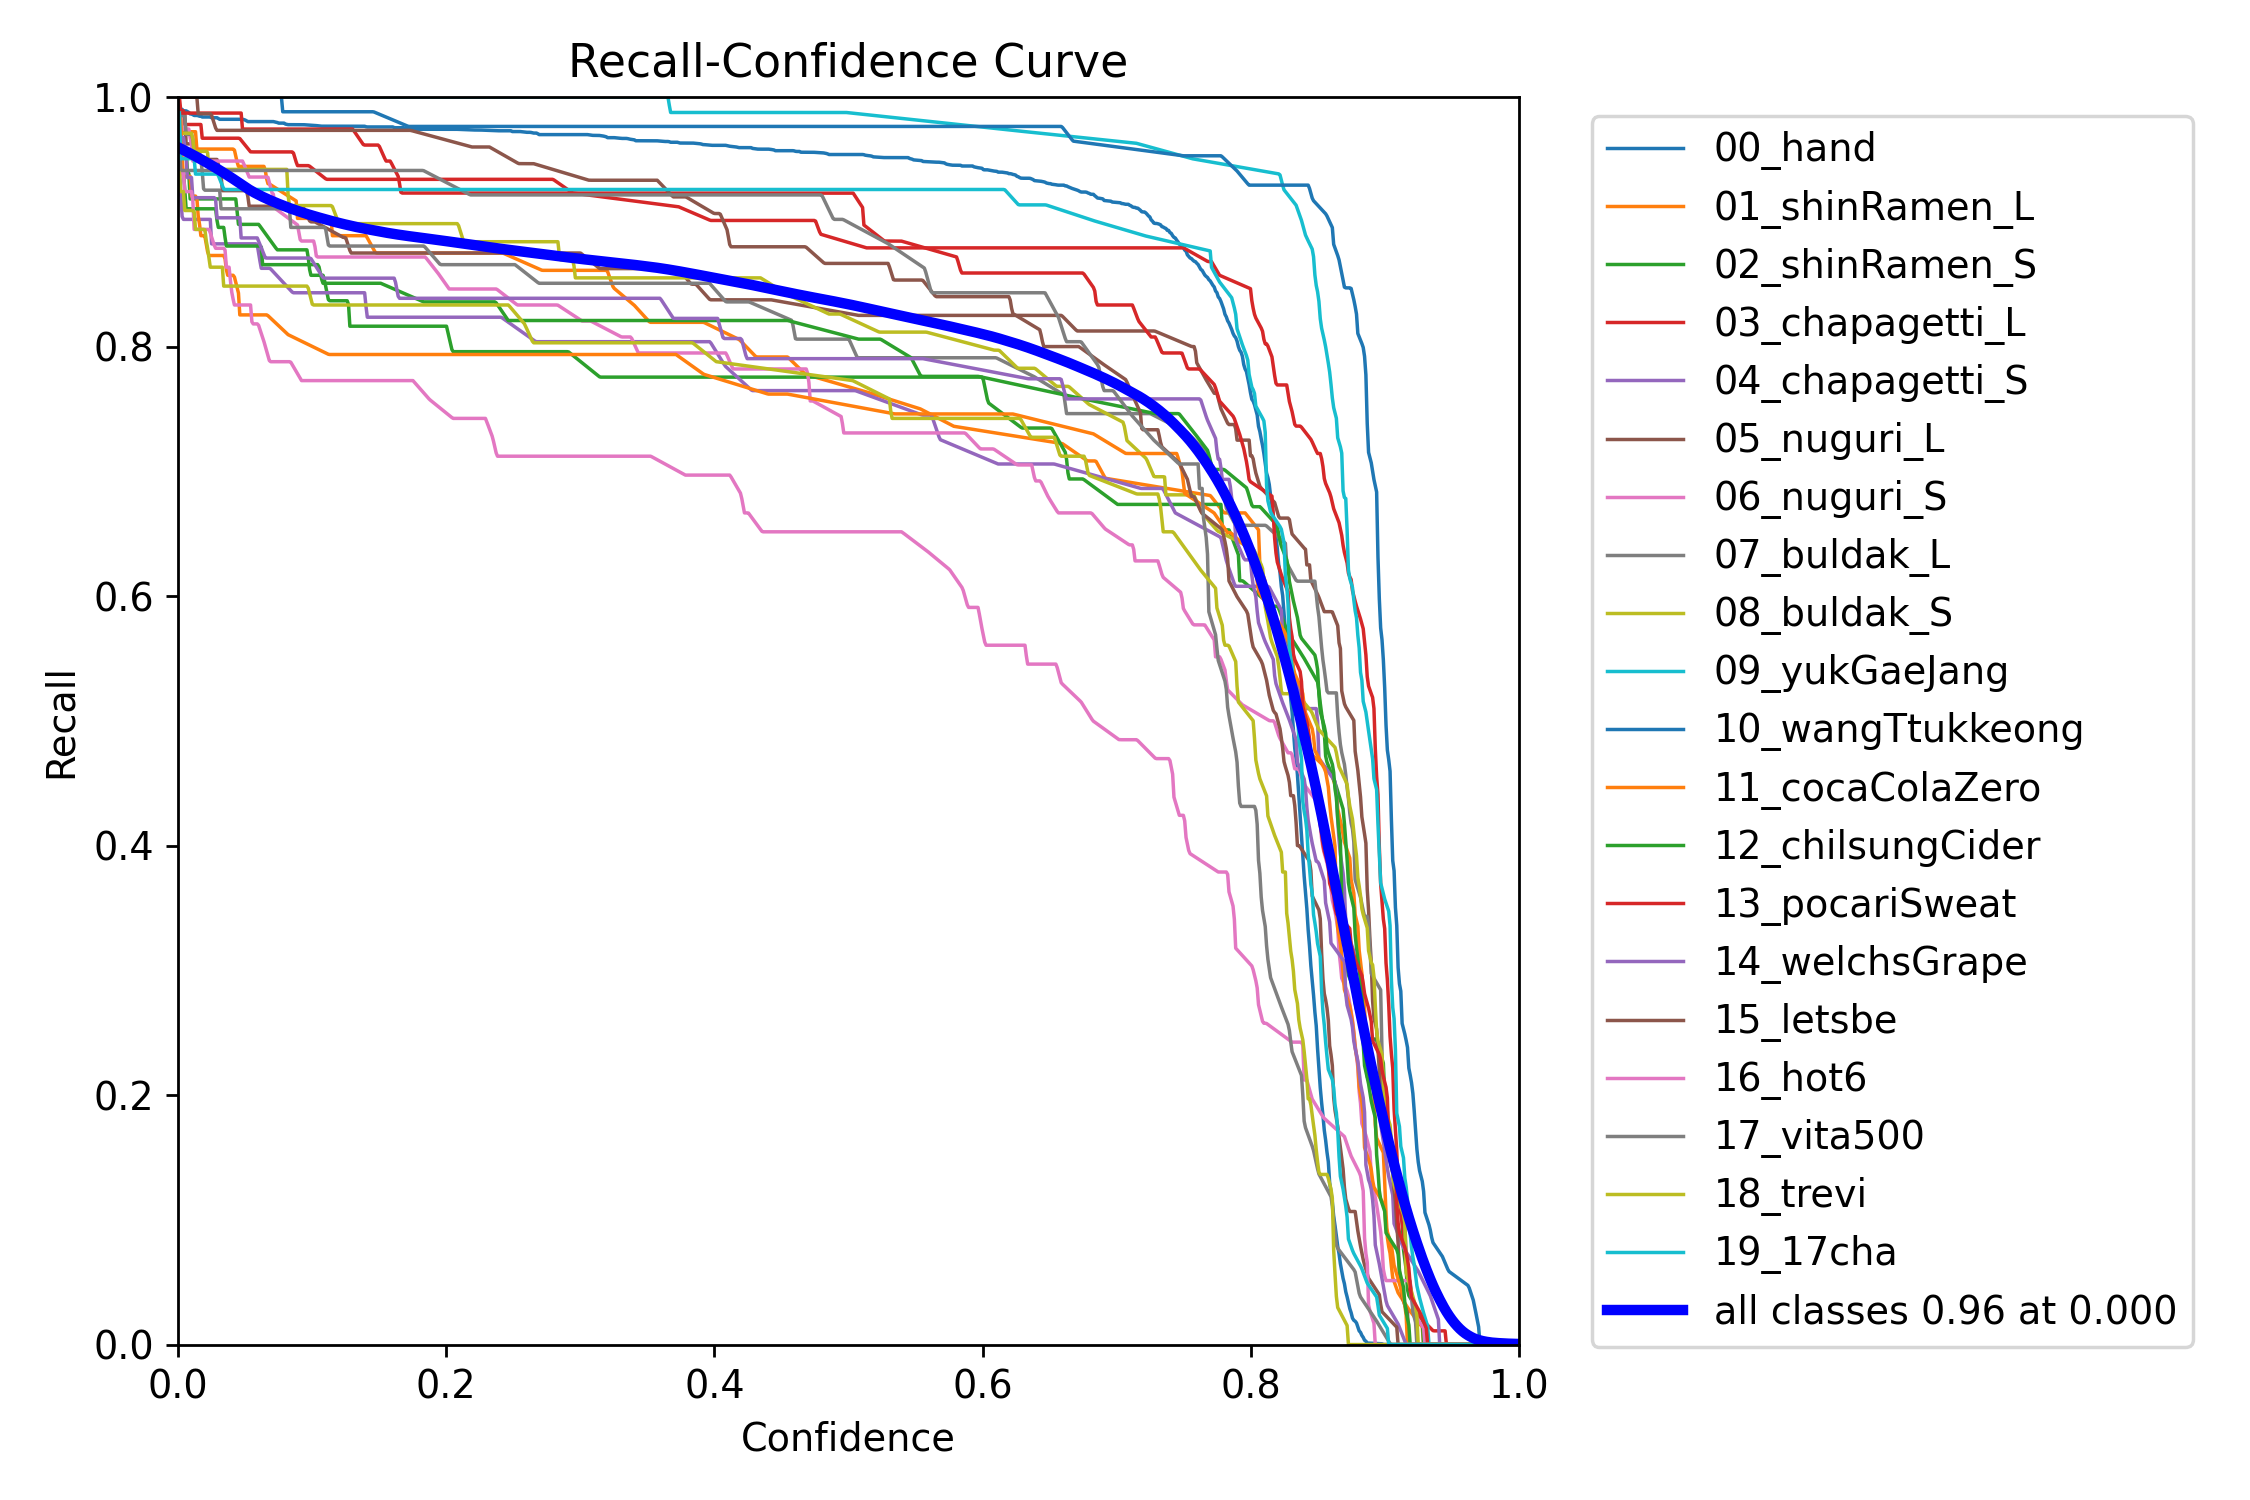 Recall-Confidence Curve
1.0
0.8
0.6
0.4
0.2
0.0
Recall
0.0 0.2 0.4 0.6 0.8 1.0
Confidence
00_hand
01_shinRamen_L
02_shinRamen_S
03_chapagetti_L
04_chapagetti_S
05_nuguri_L
06_nuguri_S
07_buldak_L
08_buldak_S
09_yukGaeJang
10_wangTtukkeong
11_cocaColaZero
12_chilsungCider
13_pocariSweat
14_welchsGrape
15_letsbe
16_hot6
17_vita500
18_trevi
19_17cha
all classes 0.96 at 0.000